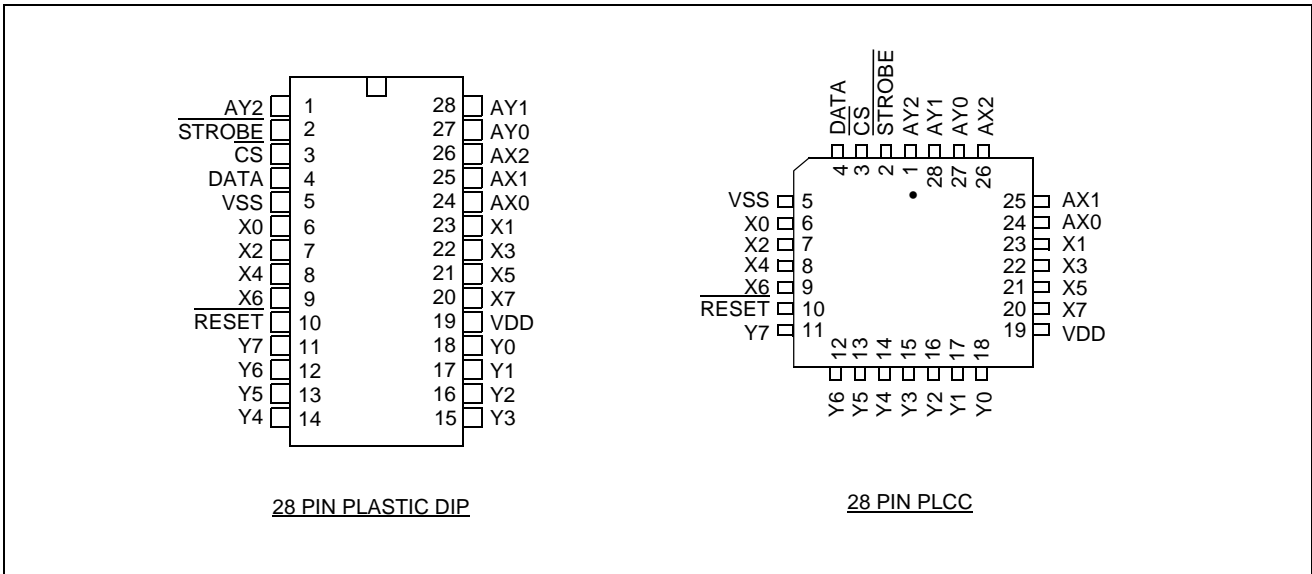 AY2 1 28 AY1
STROBE 2 27 AY0
CS 3 26 AX2
DATA 4 25 AX1
VSS 5 24 AX0
X0 6 23 X1
X2 7 22 X3
X4 8 21 X5
X6 9 20 X7
RESET 10 19 VDD
Y7 11 18 Y0
Y6 12 17 Y1
Y5 13 16 Y2
Y4 14 15 Y3
28 PIN PLASTIC DIP
DATA CS STROBE AY2 AY1 AY0 AX2
4 3 2 1 28 27 26
VSS 5 25 AX1
X0 6 24 AX0
X2 7 23 X1
X4 8 22 X3
X6 9 21 X5
RESET 10 20 X7
Y7 11 19 VDD
12 13 14 15 16 17 18
Y6 Y5 Y4 Y3 Y2 Y1 Y0
28 PIN PLCC